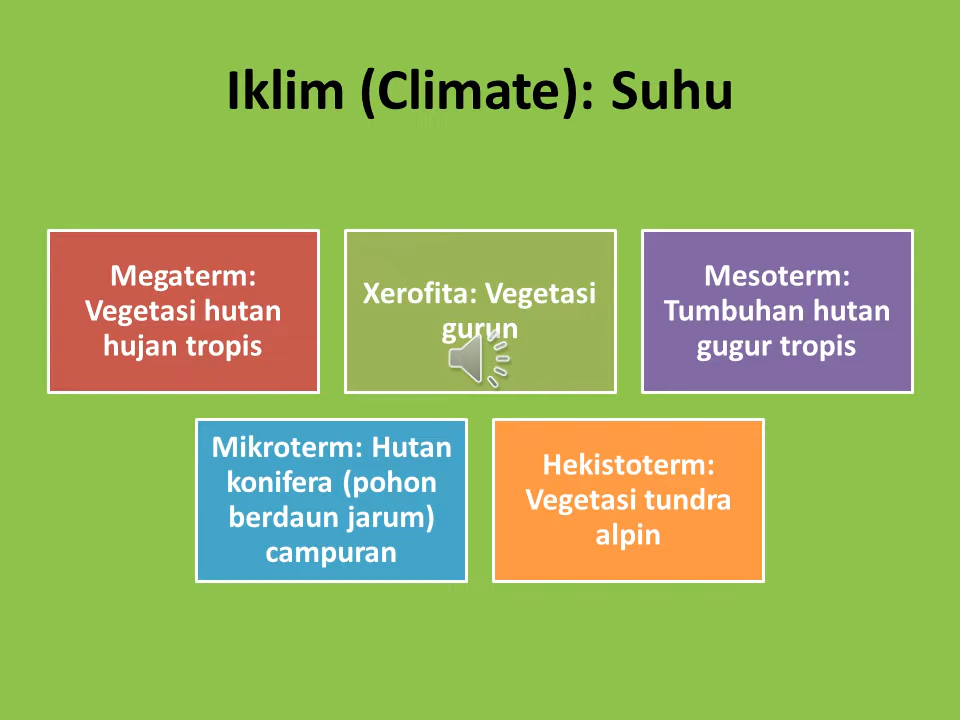 Iklim (Climate): Suhu
Megaterm:
Vegetasi hutan
hujan tropis
Xerofita: Vegetasi
gurun
Mesoterm:
Tumbuhan hutan
gugur tropis
Mikroterm: Hutan
konifera (pohon
berdaun jarum)
campuran
Hekistoterm:
Vegetasi tundra
alpin